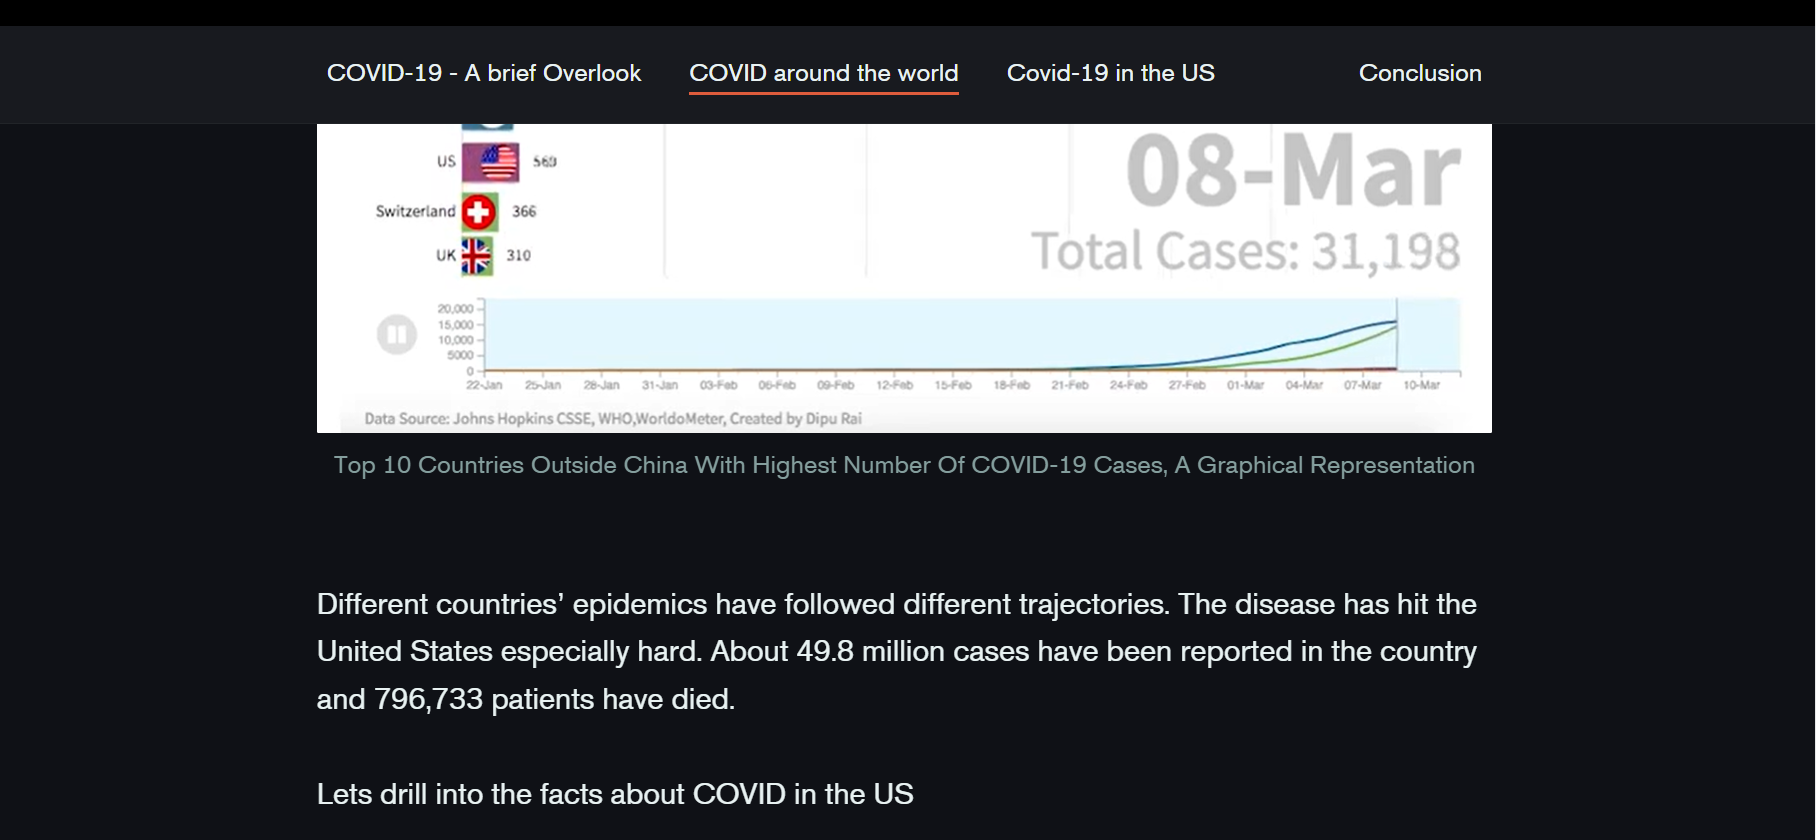 COVID-19 - A brief Overlook COVID around the world Covid-19 in the US Conclusion
US
Switzerland 366
UK 310
08-Mar
Total Cases: 31,198
20,000
15,000
10,000
5000
0
22-Jan 25-Jan 28-Jan 31-Jan 03-Feb 06-Feb 09-Feb 12-Feb 15-Feb 18-Feb 21-Feb 24-Feb 27-Feb 01-Mar 04-Mar 07-Mar 10-Mar
Data Source: Johns Hopkins CSSE, WHO,WorldoMeter, Created by Dipu Rai
Top 10 Countries Outside China With Highest Number Of COVID-19 Cases, A Graphical Representation
Different countries’ epidemics have followed different trajectories. The disease has hit the
United States especially hard. About 49.8 million cases have been reported in the country
and 796,733 patients have died.
Lets drill into the facts about COVID in the US